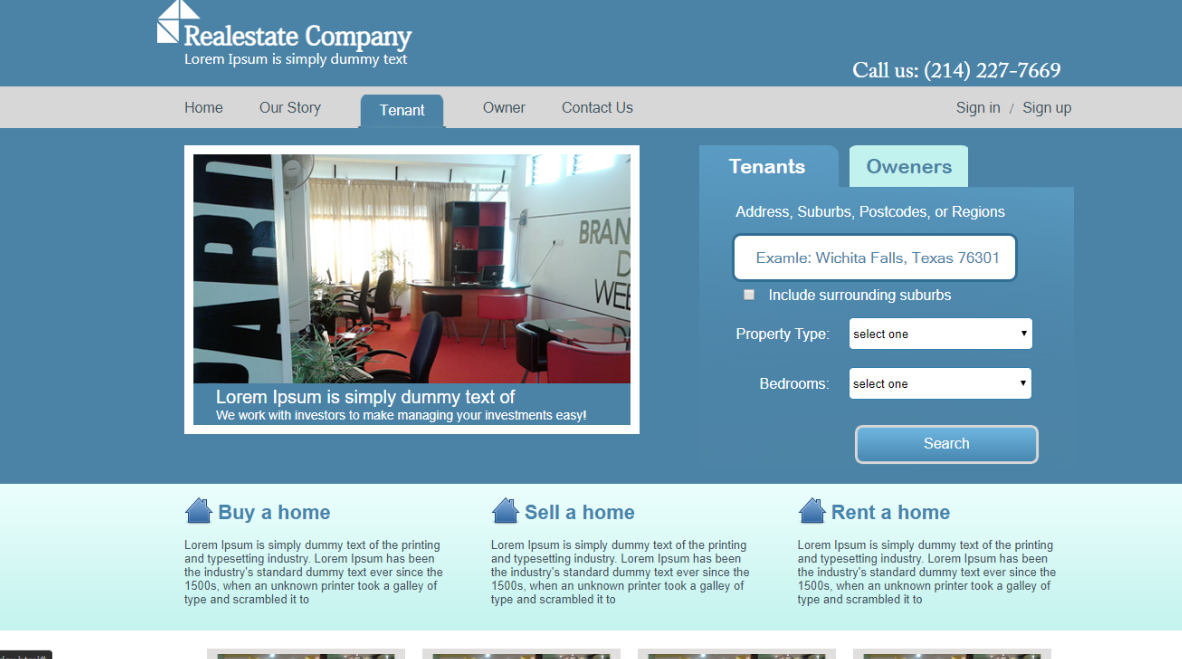 Realestate Company
Lorem Ipsum is simply dummy text
Call us: (214) 227-7669
Home
Our Story
Tenant
Owner
Contact Us
Sign in / Sign up
BRAN
D
WEB
Lorem Ipsum is simply dummy text of
We work with investors to make managing your investments easy!
Tenants
Oweners
Address, Suburbs, Postcodes, or Regions
Examle: Wichita Falls, Texas 76301
Include surrounding suburbs
Property Type:
select one
Bedrooms:
select one
Search
Buy a home
Lorem Ipsum is simply dummy text of the printing
and typesetting industry. Lorem Ipsum has been
the industry's standard dummy text ever since the
1500s, when an unknown printer took a galley of
type and scrambled it to
Sell a home
Lorem Ipsum is simply dummy text of the printing
and typesetting industry. Lorem Ipsum has been
the industry's standard dummy text ever since the
1500s, when an unknown printer took a galley of
type and scrambled it to
Rent a home
Lorem Ipsum is simply dummy text of the printing
and typesetting industry. Lorem Ipsum has been
the industry's standard dummy text ever since the
1500s, when an unknown printer took a galley of
type and scrambled it to